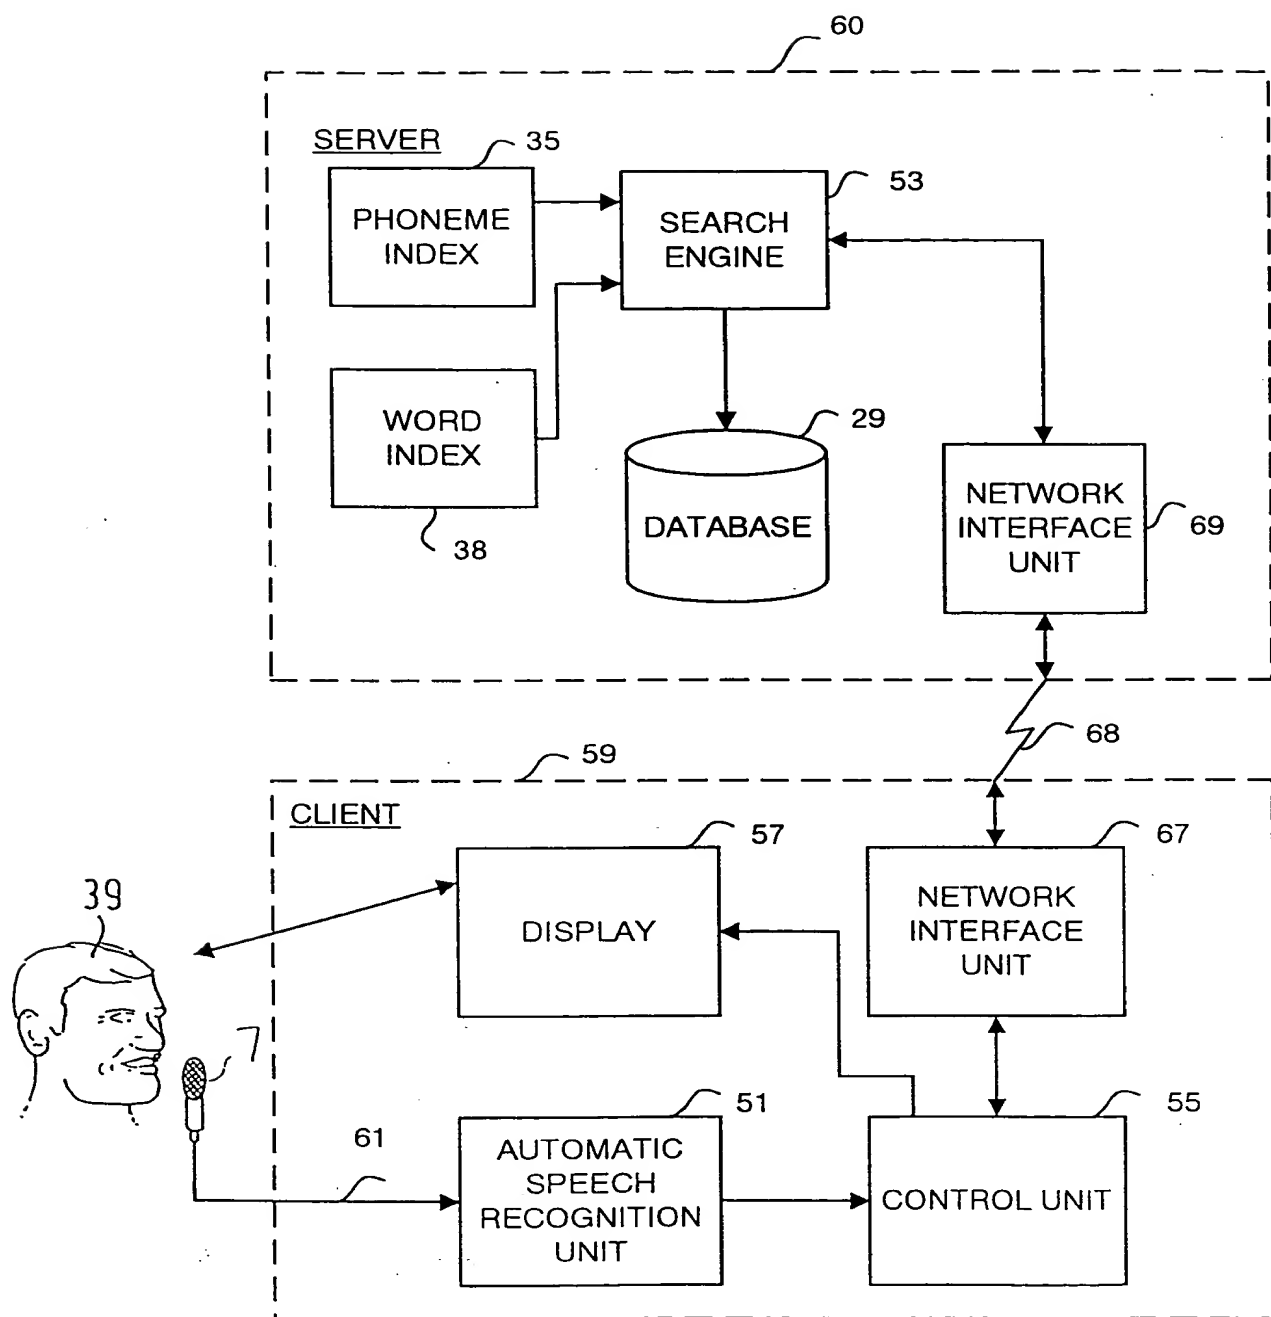 60
SERVER
35
53
PHONEME
INDEX
SEARCH
ENGINE
WORD
INDEX
38
29
DATABASE
NETWORK
INTERFACE
UNIT
69
68
59
CLIENT
57
67
39
DISPLAY
NETWORK
INTERFACE
UNIT
7
61
51
55
AUTOMATIC
SPEECH
RECOGNITION
UNIT
CONTROL UNIT